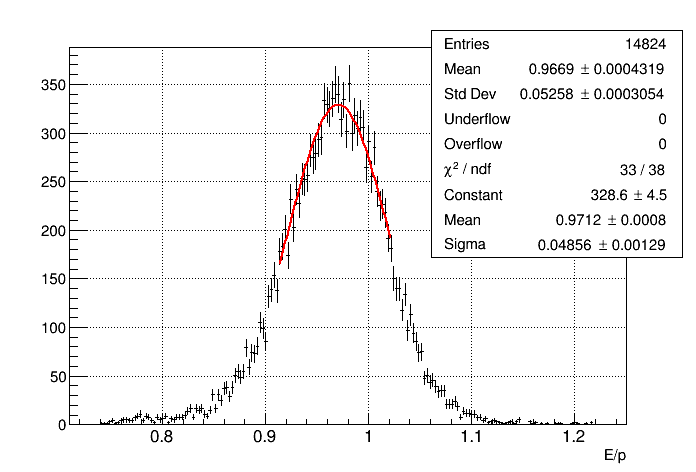 Entries 14824
Mean 0.9669 ± 0.0004319
Std Dev 0.05258 ± 0.0003054
Underflow 0
Overflow 0
χ² / ndf 33 / 38
Constant 328.6 ± 4.5
Mean 0.9712 ± 0.0008
Sigma 0.04856 ± 0.00129
350
300
250
200
150
100
50
0
0.8 0.9 1 1.1 1.2
E/p